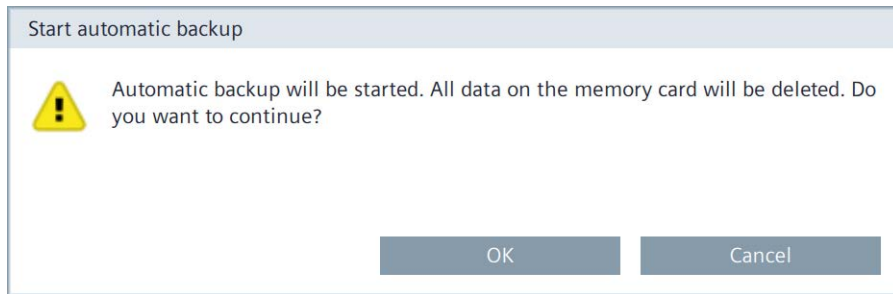 Start automatic backup
Automatic backup will be started. All data on the memory card will be deleted. Do
you want to continue?
OK
Cancel